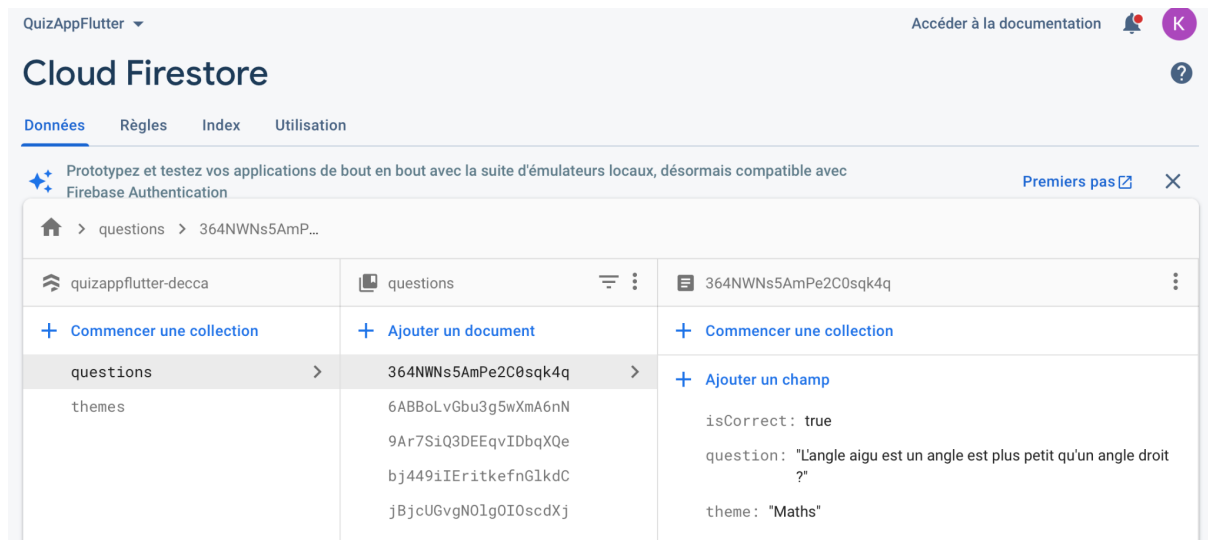 QuizAppFlutter
Accéder à la documentation
K
Cloud Firestore
?
Données Règles Index Utilisation
Prototypez et testez vos applications de bout en bout avec la suite d'émulateurs locaux, désormais compatible avec
Firebase Authentication
Premiers pas
> questions > 364NWNs5AmP...
quizappflutter-decca
questions
364NWNs5AmPe2C0sqk4q
+ Commencer une collection
+ Ajouter un document
+ Commencer une collection
questions
themes
364NWNs5AmPe2C0sqk4q
6ABBoLvGbu3g5wXmA6nN
9Ar7SiQ3DEEqvIDbqXQe
bj449iIEritkefnGlkdC
jBjcUGvgNOlgOIOscdXj
+ Ajouter un champ
isCorrect: true
question: "L'angle aigu est un angle est plus petit qu'un angle droit
?"
theme: "Maths"